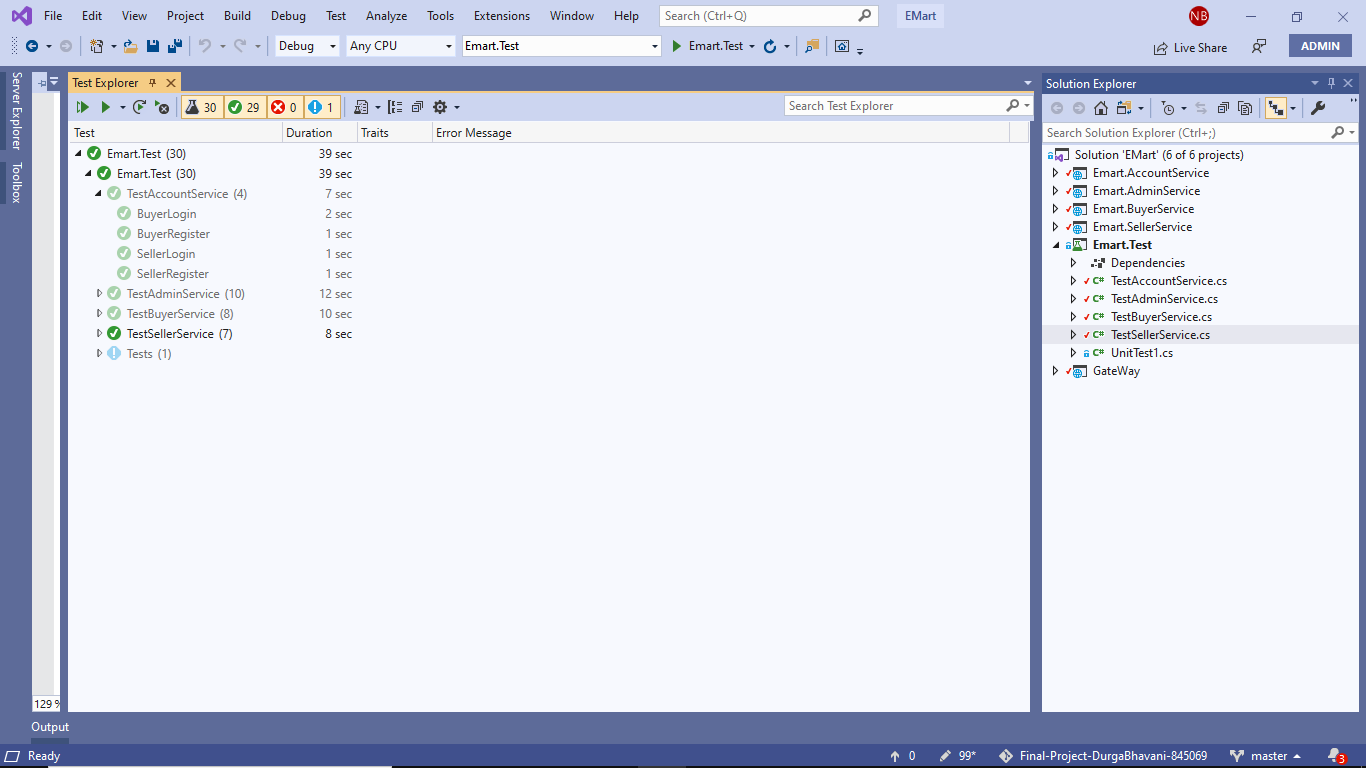 File Edit View Project Build Debug Test Analyze Tools Extensions Window Help Search (Ctrl+Q) EMart NB
Debug Any CPU Emart.Test Emart.Test Live Share ADMIN
Server Explorer
Toolbox
Test Explorer
30 29 0 1 Search Test Explorer
Test Duration Traits Error Message
Emart.Test (30) 39 sec
Emart.Test (30) 39 sec
TestAccountService (4) 7 sec
BuyerLogin 2 sec
BuyerRegister 1 sec
SellerLogin 1 sec
SellerRegister 1 sec
TestAdminService (10) 12 sec
TestBuyerService (8) 10 sec
TestSellerService (7) 8 sec
Tests (1)
129 %
Solution Explorer
Search Solution Explorer (Ctrl+;)
Solution 'EMart' (6 of 6 projects)
Emart.AccountService
Emart.AdminService
Emart.BuyerService
Emart.SellerService
Emart.Test
Dependencies
C# TestAccountService.cs
C# TestAdminService.cs
C# TestBuyerService.cs
C# TestSellerService.cs
C# UnitTest1.cs
GateWay
Output
Ready 0 99* Final-Project-DurgaBhavani-845069 master 3